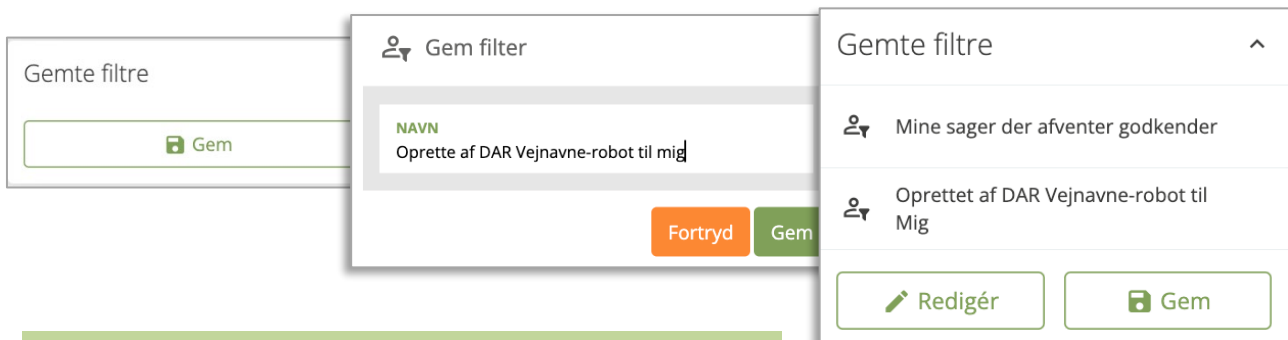 Gemte filtre
Gem
Gem filter
NAVN
Oprette af DAR Vejnavne-robot til mig
Fortryd
Gem
Gemte filtre
Mine sager der afventer godkender
Oprettet af DAR Vejnavne-robot til
Mig
Redigér
Gem